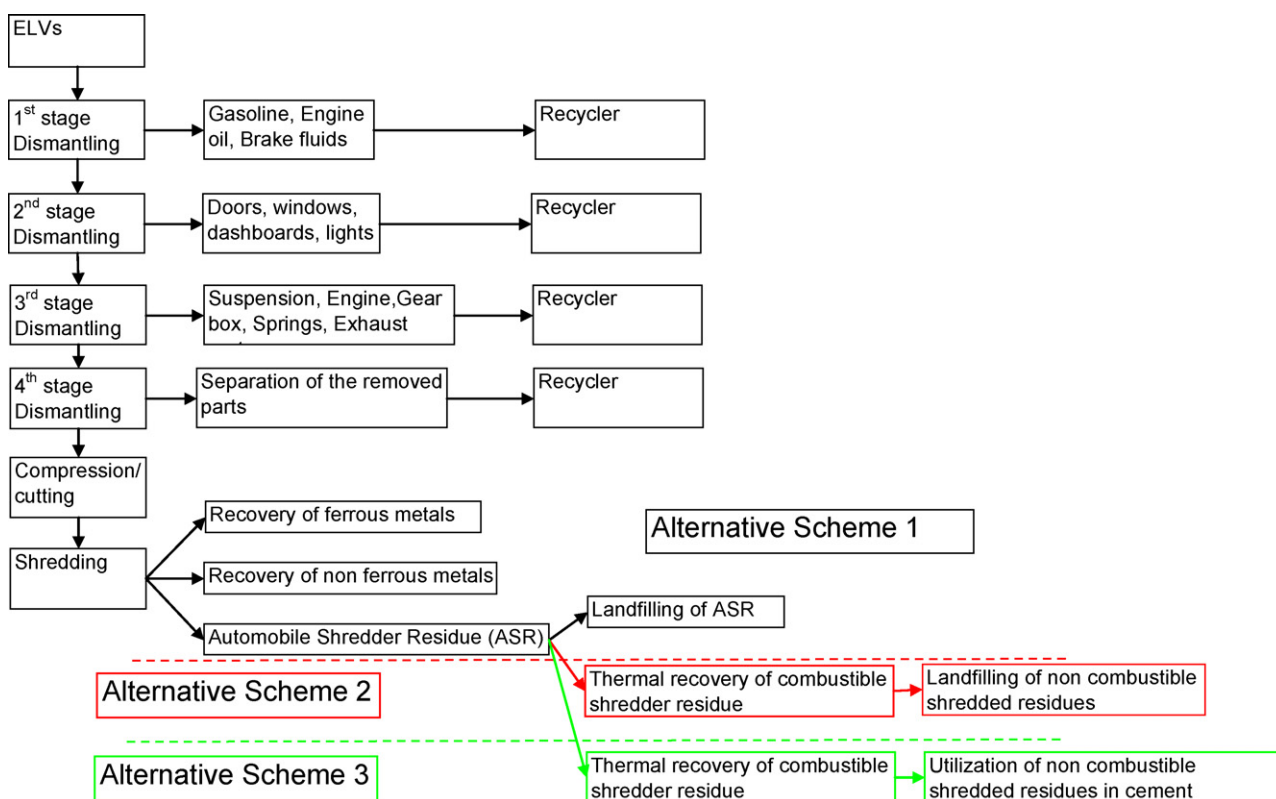 ELVs
1st stage
Dismantling
Gasoline, Engine
oil, Brake fluids
Recycler
2nd stage
Dismantling
Doors, windows,
dashboards, lights
Recycler
3rd stage
Dismantling
Suspension, Engine,Gear
box, Springs, Exhaust
Recycler
4th stage
Dismantling
Separation of the removed
parts
Recycler
Compression/
cutting
Shredding
Recovery of ferrous metals
Recovery of non ferrous metals
Automobile Shredder Residue (ASR)
Alternative Scheme 1
Landfilling of ASR
Alternative Scheme 2
Thermal recovery of combustible
shredder residue
Landfilling of non combustible
shredded residues
Alternative Scheme 3
Thermal recovery of combustible
shredder residue
Utilization of non combustible
shredded residues in cement